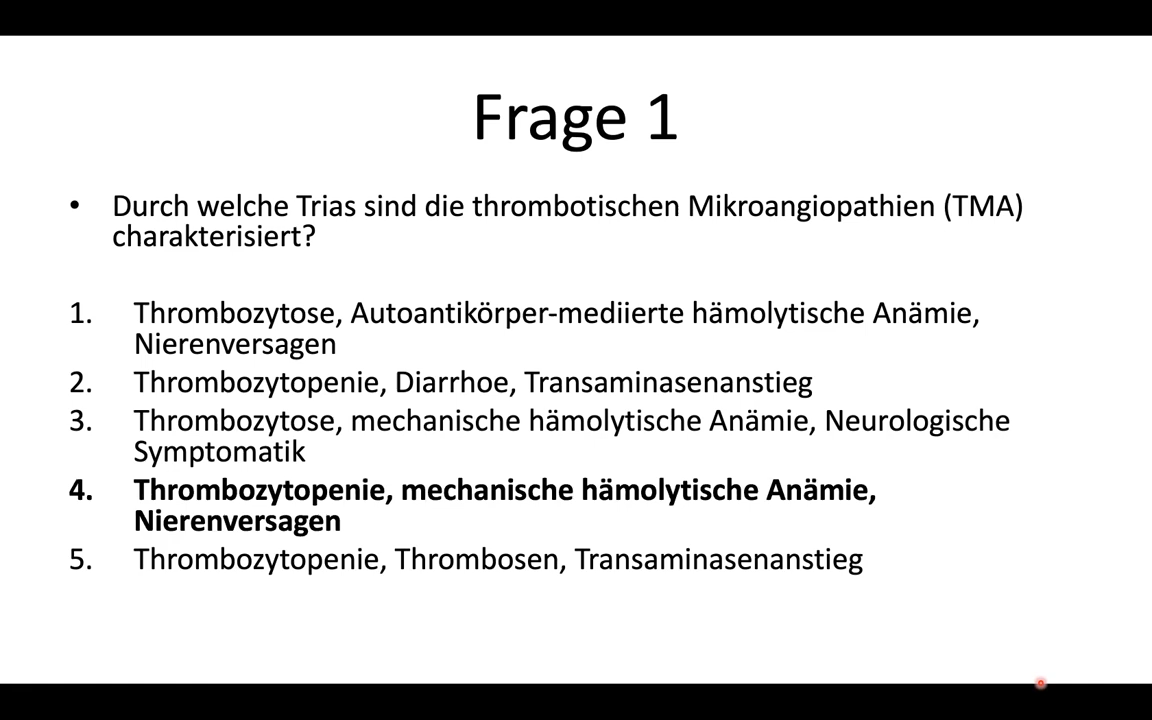 Frage 1
• Durch welche Trias sind die thrombotischen Mikroangiopathien (TMA)
charakterisiert?
1. Thrombozytose, Autoantikörper-mediierte hämolytische Anämie,
Nierenversagen
2. Thrombozytopenie, Diarrhoe, Transaminasenanstieg
3. Thrombozytose, mechanische hämolytische Anämie, Neurologische
Symptomatik
4. Thrombozytopenie, mechanische hämolytische Anämie,
Nierenversagen
5. Thrombozytopenie, Thrombosen, Transaminasenanstieg